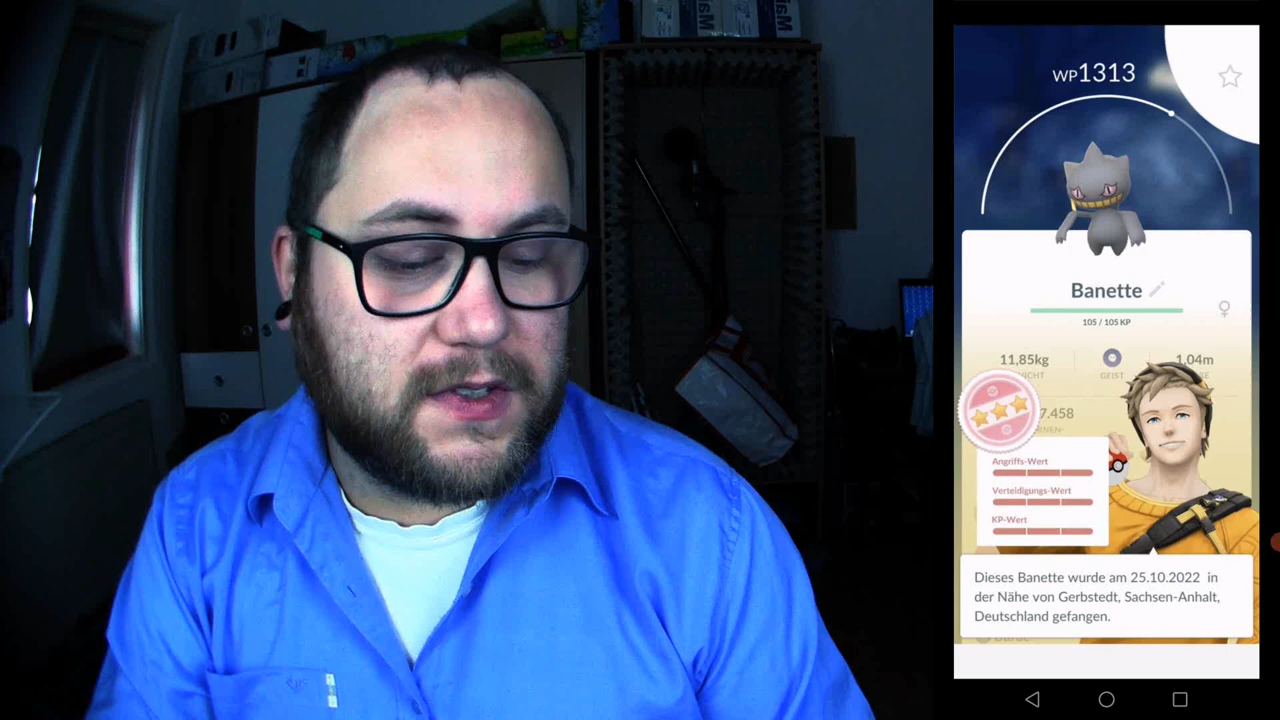 WP1313
Banette
105 / 105 KP
11,85kg
1,04m
GEIST
7.458
Angriffs-Wert
Verteidigungs-Wert
KP-Wert
Dieses Banette wurde am 25.10.2022 in
der Nähe von Gerbstedt, Sachsen-Anhalt,
Deutschland gefangen.